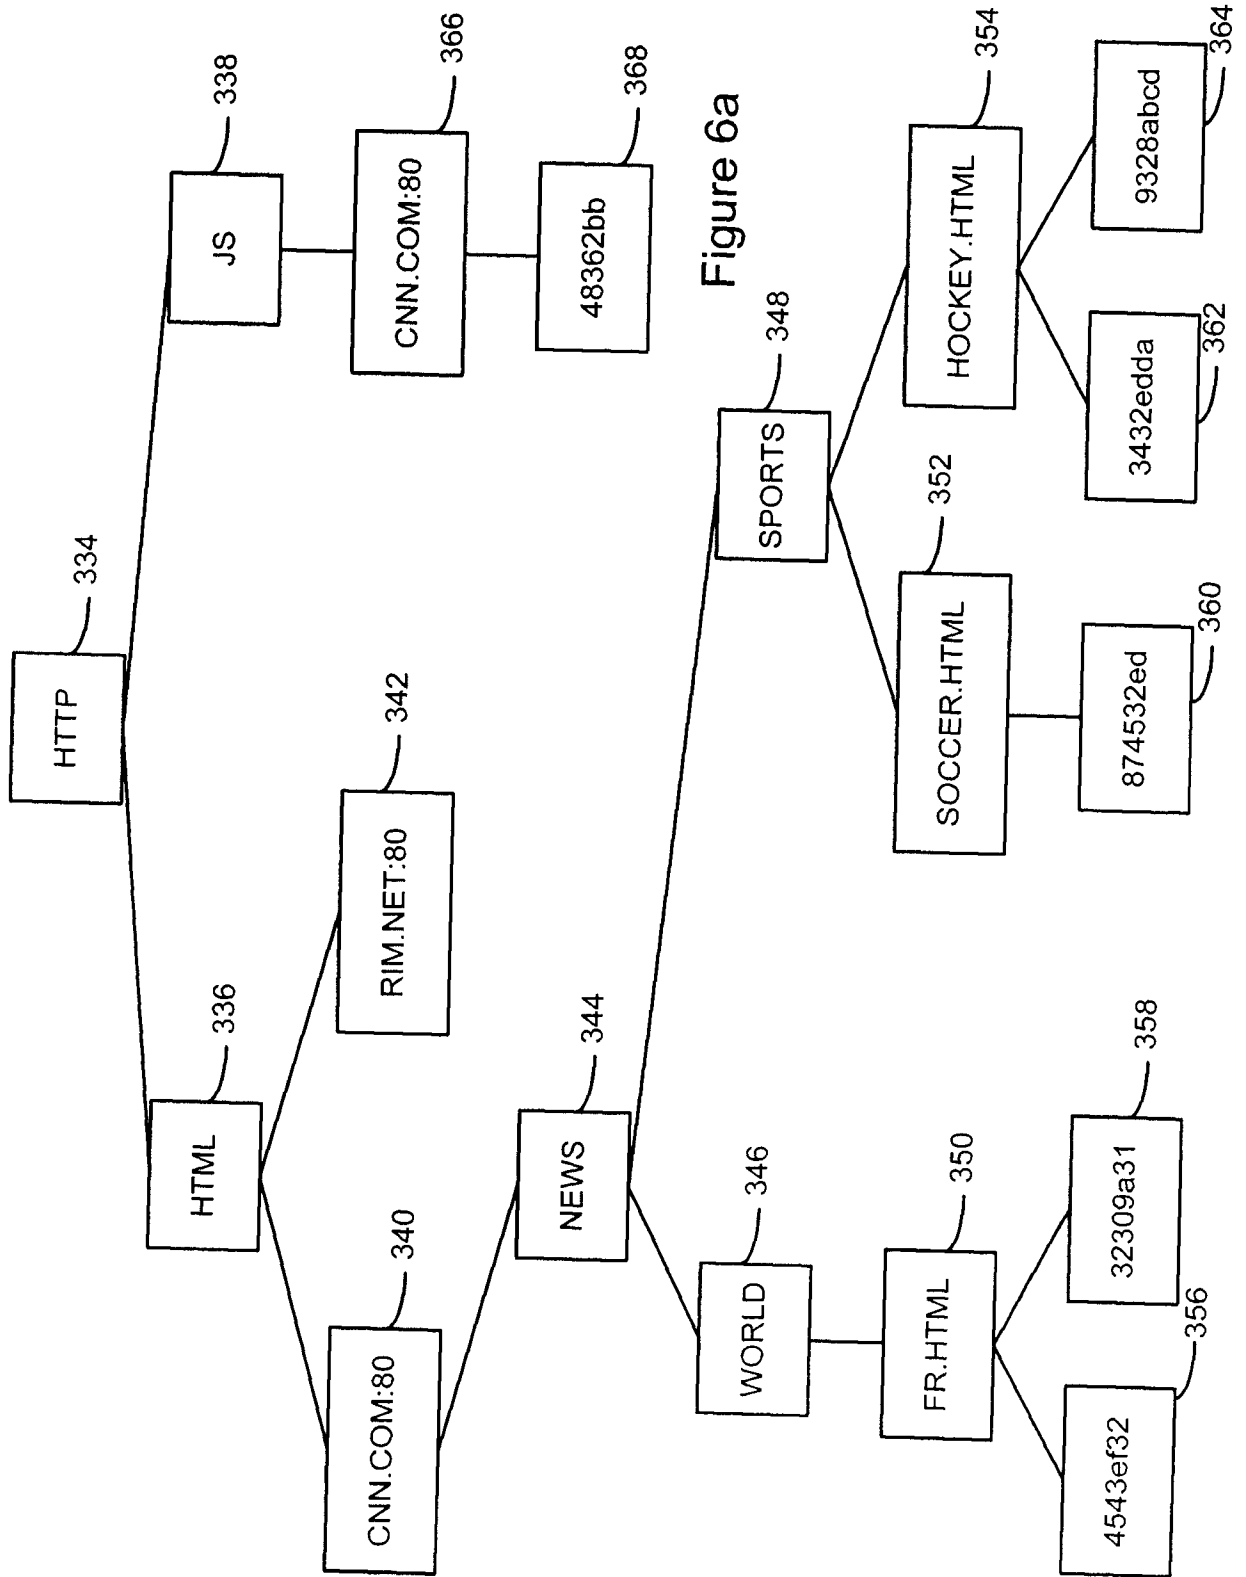 HTTP
334
HTML
336
JS
338
CNN.COM:80
340
RIM.NET:80
342
CNN.COM:80
366
NEWS
344
48362bb
368
WORLD
346
SPORTS
348
Figure 6a
FR.HTML
350
SOCCER.HTML
352
HOCKEY.HTML
354
4543ef32
356
32309a31
358
874532ed
360
3432edda
362
9328abcd
364